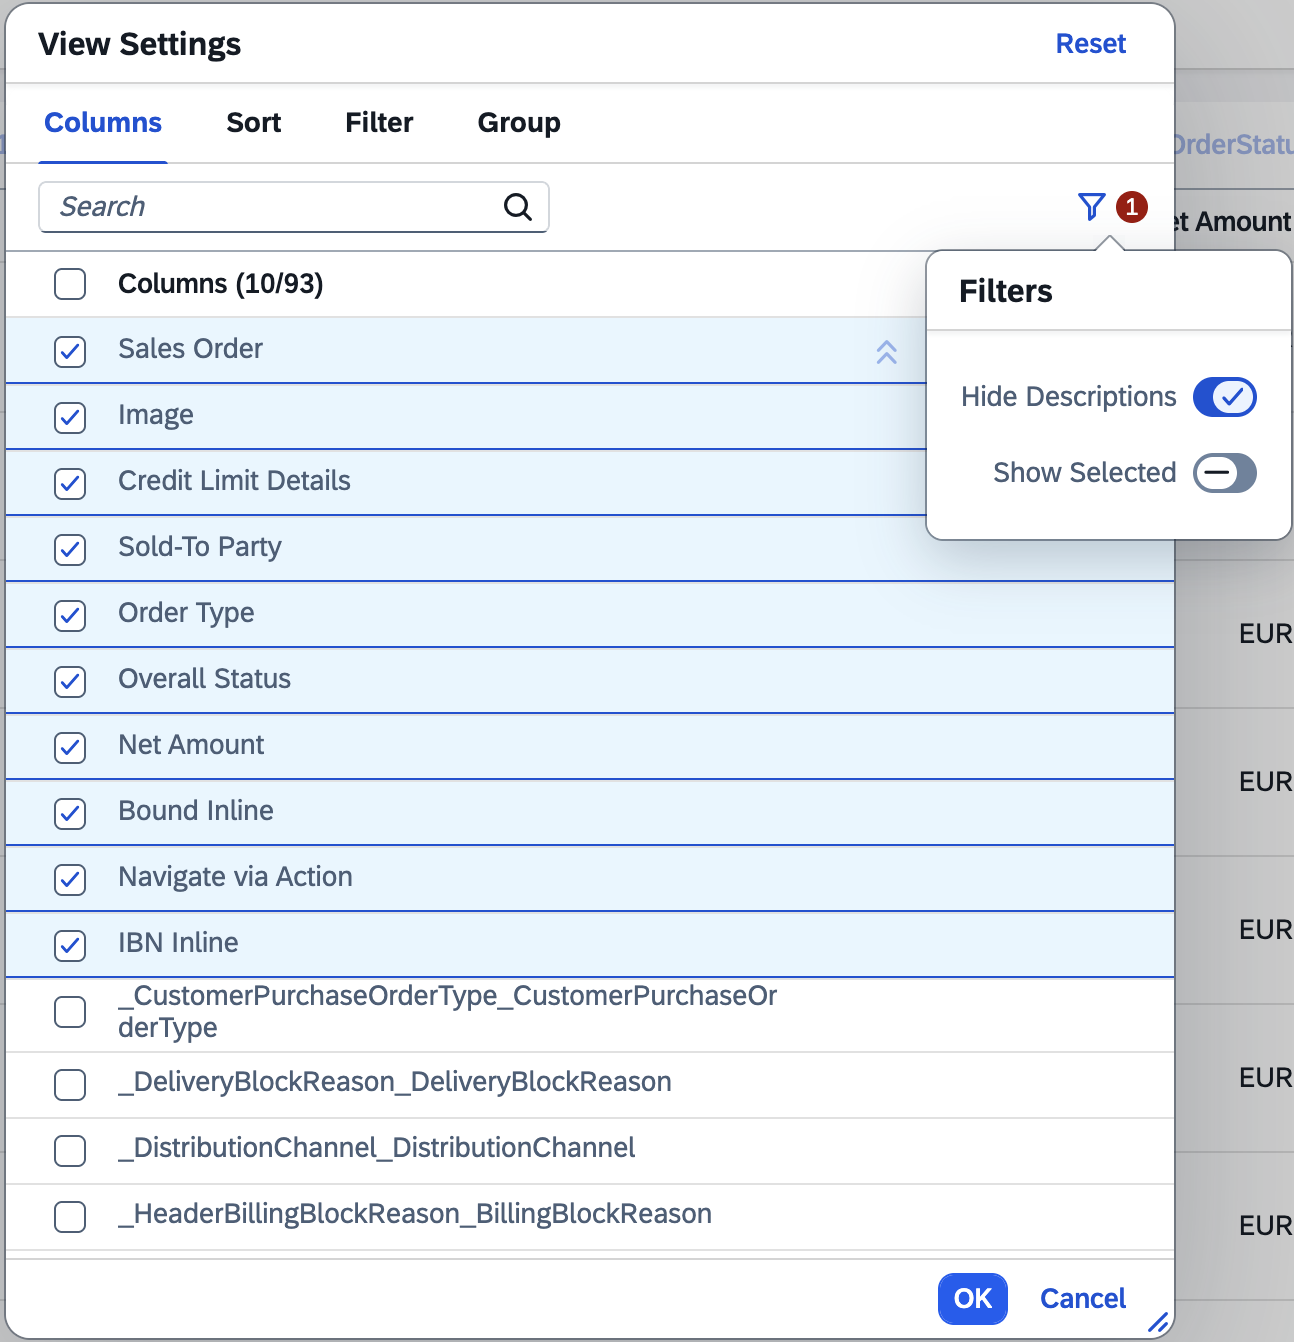 View Settings
Reset
Columns
Sort
Filter
Group
Search
1
Columns (10/93)
Sales Order
Image
Credit Limit Details
Sold-To Party
Order Type
Overall Status
Net Amount
Bound Inline
Navigate via Action
IBN Inline
_CustomerPurchaseOrderType_CustomerPurchaseOr
derType
_DeliveryBlockReason_DeliveryBlockReason
_DistributionChannel_DistributionChannel
_HeaderBillingBlockReason_BillingBlockReason
OK
Cancel
Filters
Hide Descriptions
Show Selected
OrderStatu
et Amount
EUR
EUR
EUR
EUR
EUR